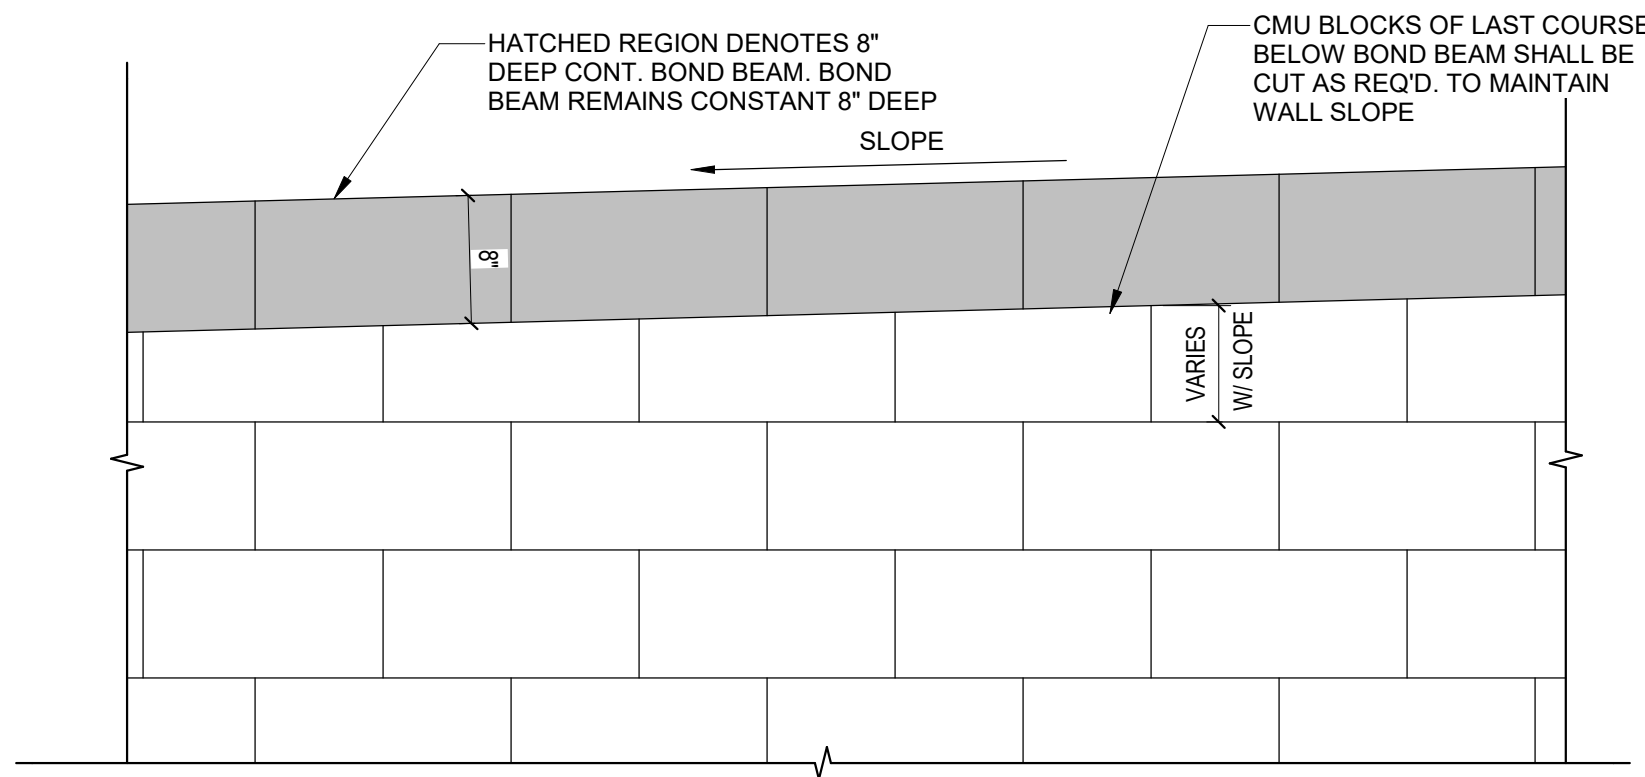 HATCHED REGION DENOTES 8"
DEEP CONT. BOND BEAM. BOND
BEAM REMAINS CONSTANT 8" DEEP
CMU BLOCKS OF LAST COURSE
BELOW BOND BEAM SHALL BE
CUT AS REQ'D. TO MAINTAIN
WALL SLOPE
SLOPE
8"
VARIES
W/ SLOPE